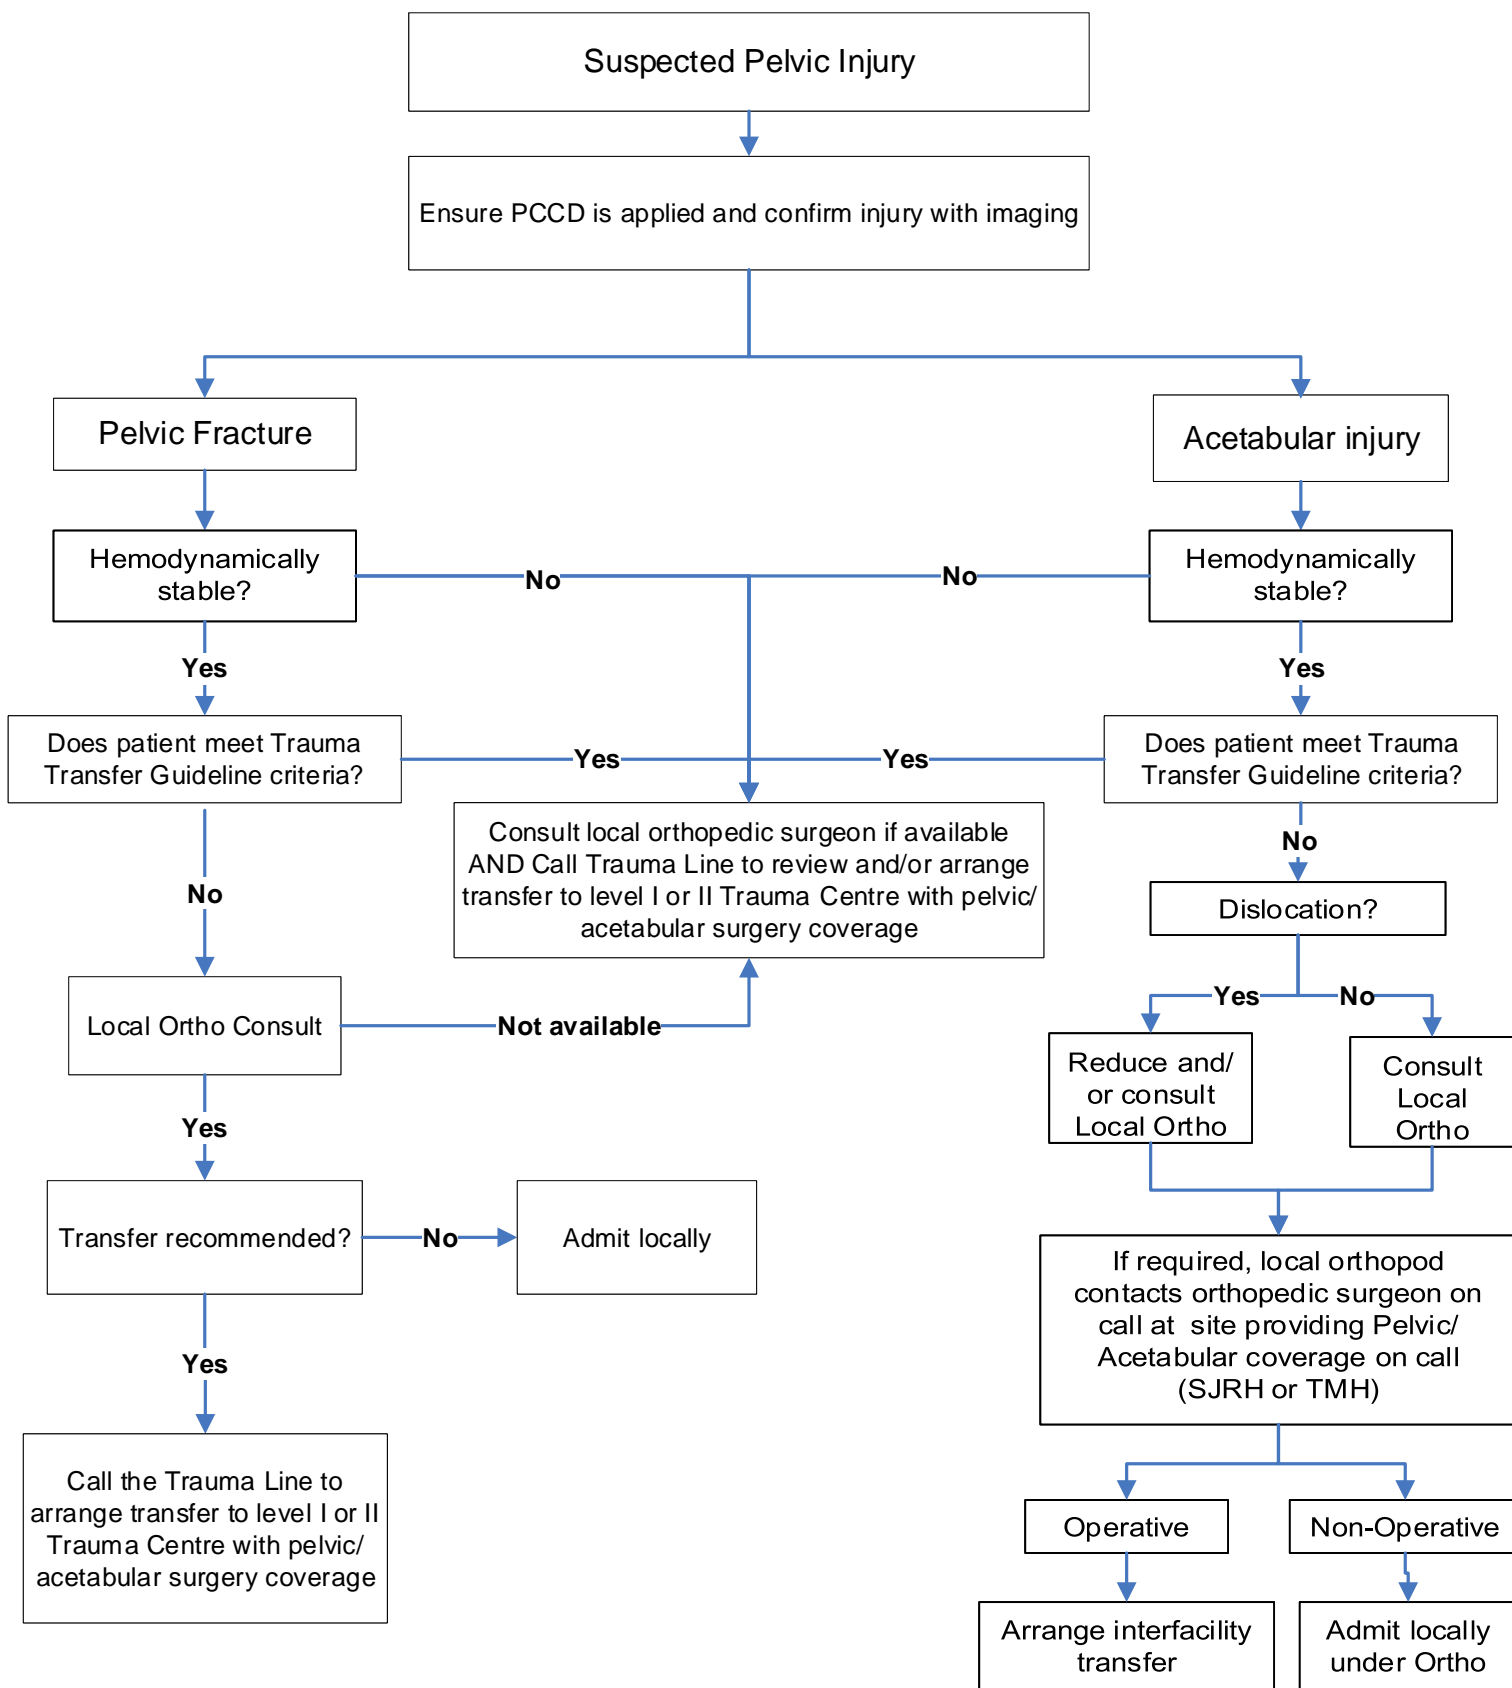 Suspected Pelvic Injury
Ensure PCCD is applied and confirm injury with imaging
Pelvic Fracture
Acetabular injury
Hemodynamically
stable?
No
No
Hemodynamically
stable?
Yes
Yes
Does patient meet Trauma
Transfer Guideline criteria?
Yes
Yes
Does patient meet Trauma
Transfer Guideline criteria?
No
Consult local orthopedic surgeon if available
AND Call Trauma Line to review and/or arrange
transfer to level I or II Trauma Centre with pelvic/
acetabular surgery coverage
No
Dislocation?
Local Ortho Consult
Not available
Yes
No
Reduce and/
or consult
Local Ortho
Consult
Local
Ortho
Yes
Transfer recommended?
No
Admit locally
If required, local orthopod
contacts orthopedic surgeon on
call at site providing Pelvic/
Acetabular coverage on call
(SJRH or TMH)
Yes
Call the Trauma Line to
arrange transfer to level I or II
Trauma Centre with pelvic/
acetabular surgery coverage
Operative
Non-Operative
Arrange interfacility
transfer
Admit locally
under Ortho